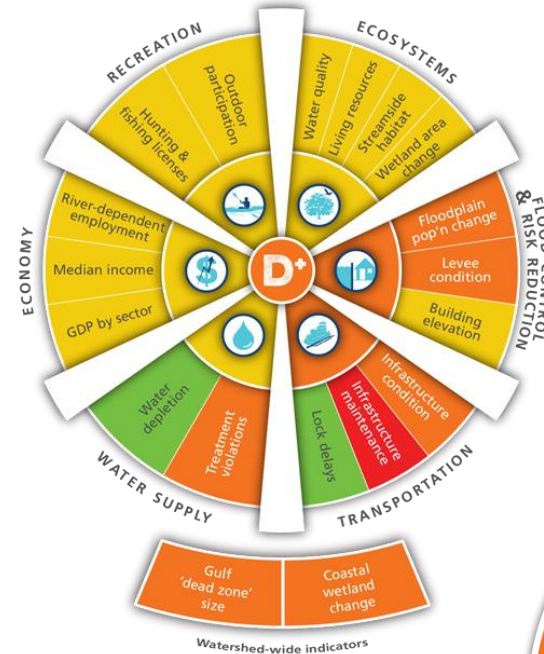 RECREATION
Outdoor
participation
Hunting &
fishing licenses
ECOSYSTEMS
Water quality
Living resources
Streamside
habitat
Wetland area
change
FLOOD CONTROL
& RISK REDUCTION
Floodplain
pop'n change
Levee
condition
Building
elevation
ECONOMY
River-dependent
employment
Median income
GDP by sector
$
D+
WATER SUPPLY
Water
depletion
Treatment
violations
TRANSPORTATION
Lock delays
Infrastructure
maintenance
Infrastructure
condition
Gulf
'dead zone'
size
Coastal
wetland
change
Watershed-wide indicators